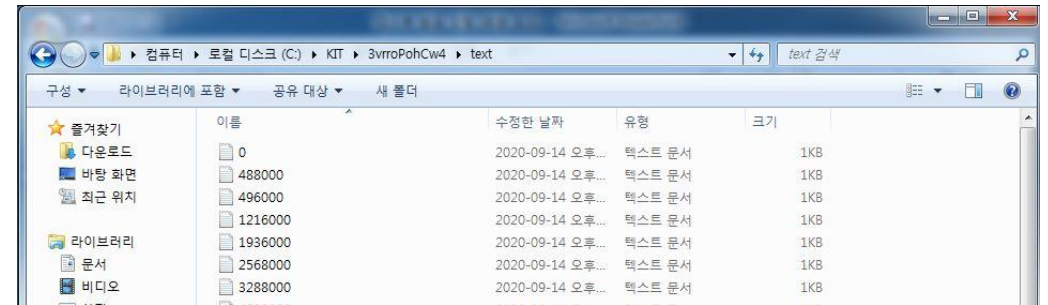 컴퓨터 ▸ 로컬 디스크 (C:) ▸ KIT ▸ 3vrroPohCw4 ▸ text
text 검색
구성 라이브러리에 포함 공유 대상 새 폴더
이름 수정한 날짜 유형 크기
즐겨찾기
다운로드
바탕 화면
최근 위치
라이브러리
문서
비디오
0 2020-09-14 오후... 텍스트 문서 1KB
488000 2020-09-14 오후... 텍스트 문서 1KB
496000 2020-09-14 오후... 텍스트 문서 1KB
1216000 2020-09-14 오후... 텍스트 문서 1KB
1936000 2020-09-14 오후... 텍스트 문서 1KB
2568000 2020-09-14 오후... 텍스트 문서 1KB
3288000 2020-09-14 오후... 텍스트 문서 1KB